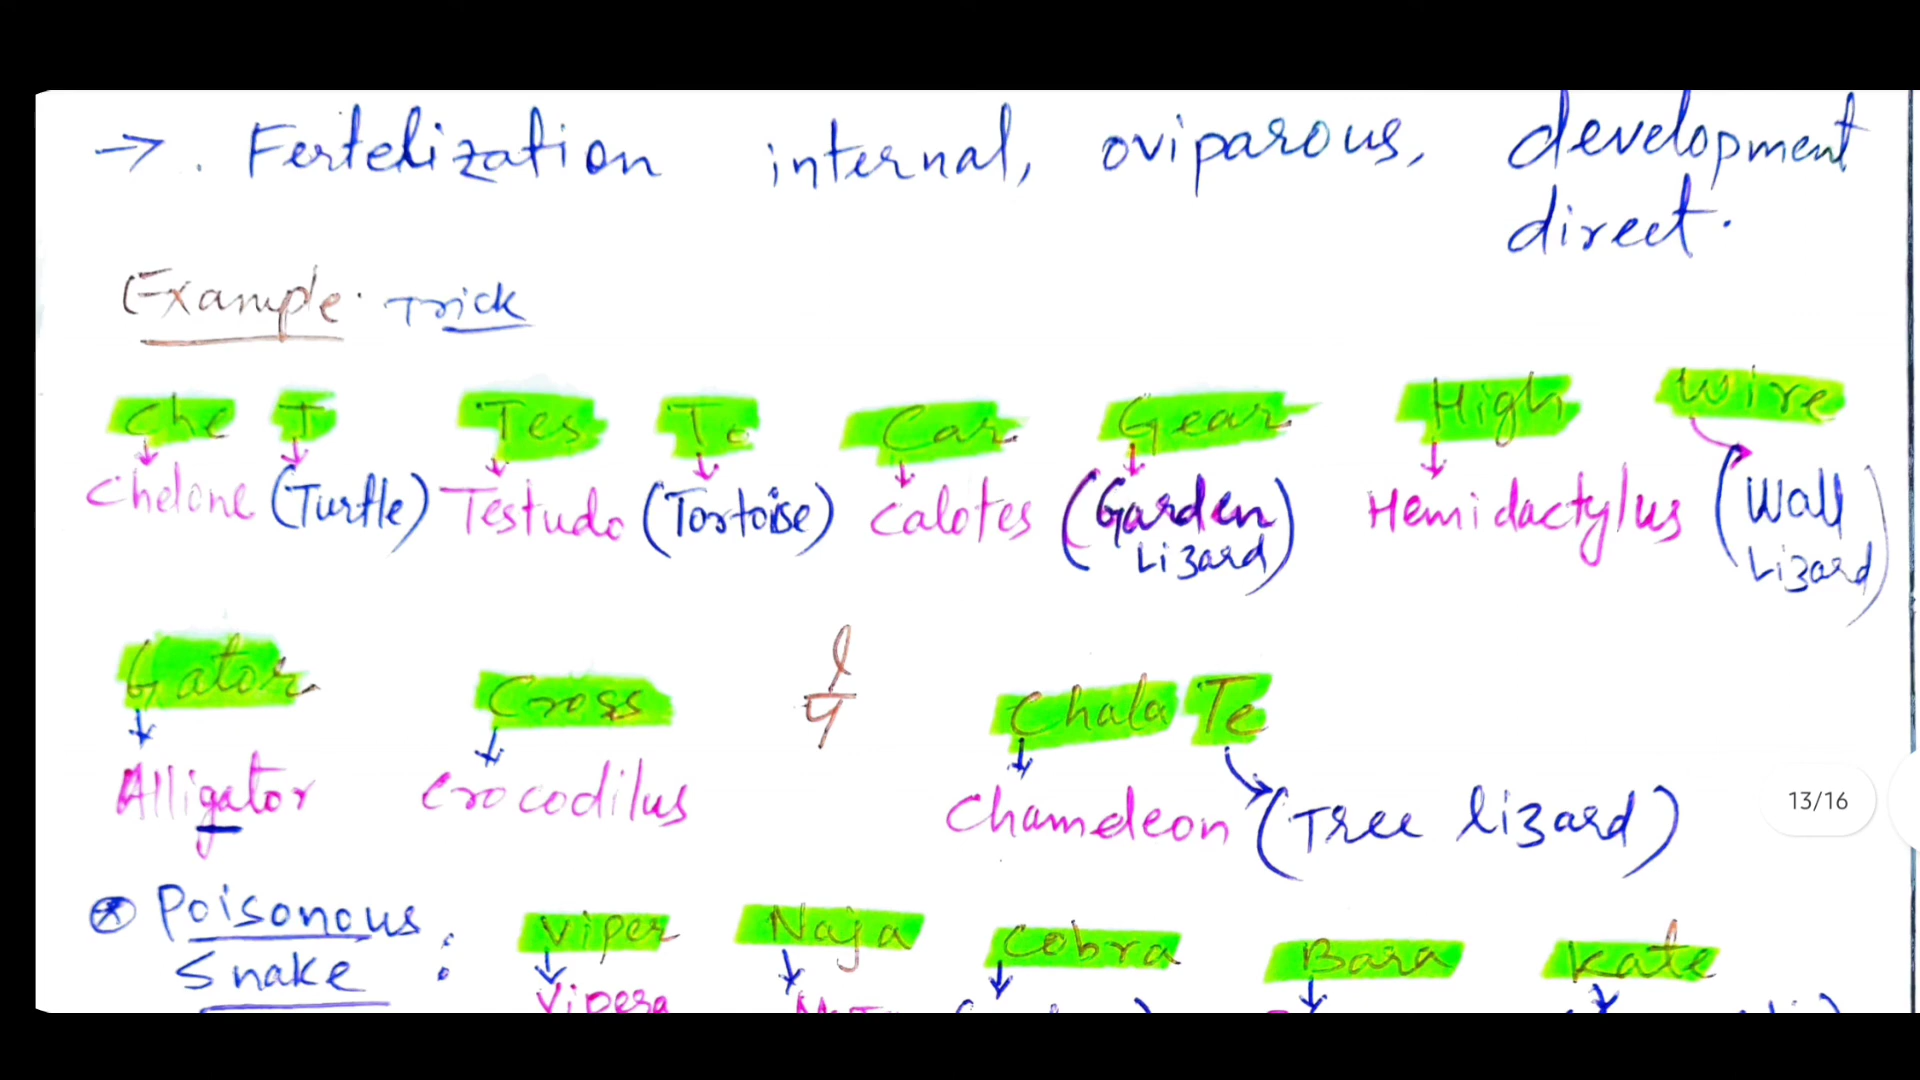 →. Fertelization internal, oviparous, development
direct.
Example. Trick
Che T Tes To Car Gear High Wire
Chelone (Turtle) Testudo (Tortoise) Calotes (Garden Lizard) Hemidactylus (Wall Lizard)
Gator Cross Chala Te
Alligator Crocodilus Chameleon (Tree lizard)
13/16
Poisonous Snake : Viper Naja Cobra Bara Kate
Vipera